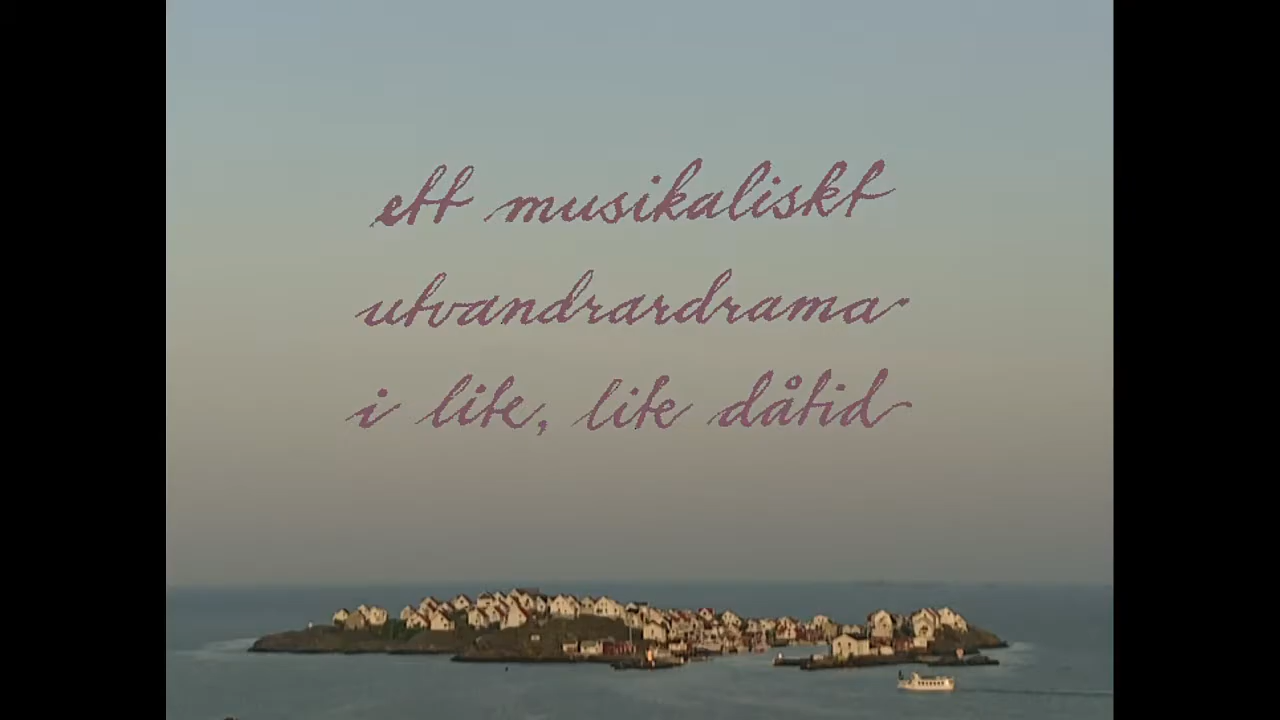 ett musikaliskt
utvandrardrama
i lite, lite dåtid